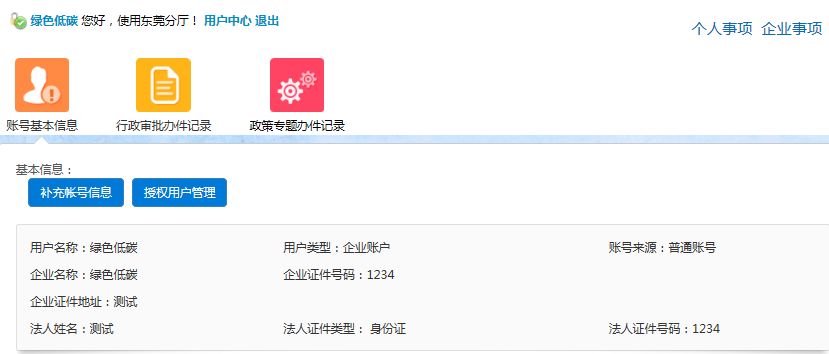 绿色低碳 您好，使用东莞分厅！ 用户中心 退出
个人事项 企业事项
账号基本信息 行政审批办件记录 政策专题办件记录
基本信息：
补充帐号信息 授权用户管理
用户名称：绿色低碳 用户类型：企业账户 账号来源：普通账号
企业名称：绿色低碳 企业证件号码：1234
企业证件地址：测试
法人姓名：测试 法人证件类型： 身份证 法人证件号码：1234